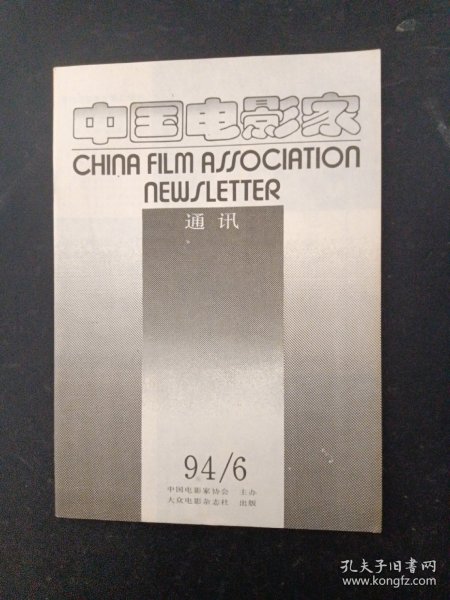 中国电影家
CHINA FILM ASSOCIATION
NEWSLETTER
通讯
94/6
中国电影家协会 主办
大众电影杂志社 出版
孔夫子旧书网
www.kongfz.com